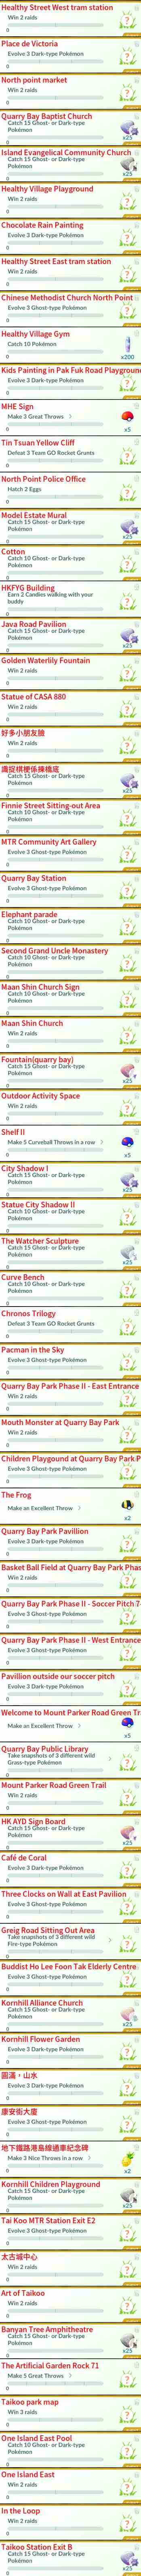 Healthy Street West tram station
Win 2 raids
0
Place de Victoria
Evolve 3 Dark-type Pokémon
0
North point market
Win 2 raids
0
Quarry Bay Baptist Church
Catch 15 Ghost- or Dark-type
Pokémon
0
x25
Island Evangelical Community Church
Catch 15 Ghost- or Dark-type
Pokémon
0
x25
Healthy Village Playground
Win 2 raids
0
Chocolate Rain Painting
Evolve 3 Dark-type Pokémon
0
Healthy Street East tram station
Win 2 raids
0
Chinese Methodist Church North Point
Evolve 3 Ghost-type Pokémon
0
Healthy Village Gym
Catch 10 Pokémon
0
x200
Kids Painting in Pak Fuk Road Playground
Evolve 3 Dark-type Pokémon
0
MHE Sign
Make 3 Great Throws
0
x5
Tin Tsuan Yellow Cliff
Defeat 3 Team GO Rocket Grunts
0
North Point Police Office
Hatch 2 Eggs
0
Model Estate Mural
Catch 15 Ghost- or Dark-type
Pokémon
0
x25
Cotton
Catch 10 Ghost- or Dark-type
Pokémon
0
HKFYG Building
Earn 2 Candies walking with your
buddy
0
Java Road Pavilion
Catch 15 Ghost- or Dark-type
Pokémon
0
x25
Golden Waterlily Fountain
Win 2 raids
0
Statue of CASA 880
Win 2 raids
0
好多小朋友臉
Win 2 raids
0
Catch 15 Ghost- or Dark-type
Pokémon
0
x25
Finnie Street Sitting-out Area
Catch 10 Ghost- or Dark-type
Pokémon
0
MTR Community Art Gallery
Evolve 3 Ghost-type Pokémon
0
Quarry Bay Station
Evolve 3 Ghost-type Pokémon
0
Elephant parade
Catch 10 Ghost- or Dark-type
Pokémon
0
Second Grand Uncle Monastery
Catch 10 Ghost- or Dark-type
Pokémon
0
Maan Shin Church Sign
Catch 10 Ghost- or Dark-type
Pokémon
0
Maan Shin Church
Win 2 raids
0
Fountain(quarry bay)
Catch 15 Ghost- or Dark-type
Pokémon
0
x25
Outdoor Activity Space
Win 2 raids
0
Shelf II
Make 5 Curveball Throws in a row
0
x5
City Shadow I
Catch 15 Ghost- or Dark-type
Pokémon
0
x25
Statue City Shadow II
Catch 10 Ghost- or Dark-type
Pokémon
0
The Watcher Sculpture
Catch 15 Ghost- or Dark-type
Pokémon
0
x25
Curve Bench
Catch 10 Ghost- or Dark-type
Pokémon
0
Chronos Trilogy
Defeat 3 Team GO Rocket Grunts
0
Pacman in the Sky
Evolve 3 Ghost-type Pokémon
0
Quarry Bay Park Phase II - East Entrance
Win 2 raids
0
Mouth Monster at Quarry Bay Park
Win 2 raids
0
Children Playgound at Quarry Bay Park P
Evolve 3 Ghost-type Pokémon
0
The Frog
Make an Excellent Throw
0
x2
Quarry Bay Park Pavillion
Evolve 3 Dark-type Pokémon
0
Basket Ball Field at Quarry Bay Park Phas
Win 2 raids
0
Quarry Bay Park Phase II - Soccer Pitch 7-
Evolve 3 Ghost-type Pokémon
0
Quarry Bay Park Phase II - West Entrance
Evolve 3 Ghost-type Pokémon
0
Pavillion outside our soccer pitch
Evolve 3 Dark-type Pokémon
0
Welcome to Mount Parker Road Green Tr
Make an Excellent Throw
0
x5
Quarry Bay Public Library
Take snapshots of 3 different wild
Grass-type Pokémon
0
Mount Parker Road Green Trail
Win 2 raids
0
HK AYD Sign Board
Catch 15 Ghost- or Dark-type
Pokémon
0
x25
Café de Coral
Evolve 3 Dark-type Pokémon
0
Three Clocks on Wall at East Pavilion
Evolve 3 Ghost-type Pokémon
0
Greig Road Sitting Out Area
Take snapshots of 3 different wild
Fire-type Pokémon
0
Buddist Ho Lee Foon Tak Elderly Centre
Evolve 3 Ghost-type Pokémon
0
Kornhill Alliance Church
Catch 15 Ghost- or Dark-type
Pokémon
0
x25
Kornhill Flower Garden
Evolve 3 Dark-type Pokémon
0
圓滿，山水
Evolve 3 Dark-type Pokémon
0
康安街大廈
Evolve 3 Ghost-type Pokémon
0
地下鐵路港島線通車紀念碑
Make 3 Nice Throws in a row
0
x2
Kornhill Children Playground
Catch 15 Ghost- or Dark-type
Pokémon
0
x25
Tai Koo MTR Station Exit E2
Evolve 3 Ghost-type Pokémon
0
太古城中心
Win 2 raids
0
Art of Taikoo
Win 2 raids
0
Banyan Tree Amphitheatre
Catch 15 Ghost- or Dark-type
Pokémon
0
x25
The Artificial Garden Rock 71
Make 5 Great Throws
0
Taikoo park map
Win 3 raids
0
One Island East Pool
Catch 10 Ghost- or Dark-type
Pokémon
0
One Island East
Win 2 raids
0
In the Loop
Win 2 raids
0
Taikoo Station Exit B
Catch 15 Ghost- or Dark-type
Pokémon
0
x25